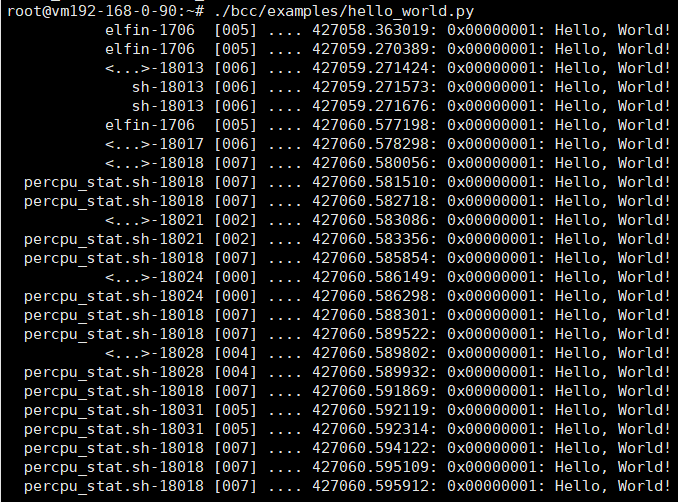 root@vm192-168-0-90:~# ./bcc/examples/hello_world.py
elfin-1706 [005] .... 427058.363019: 0x00000001: Hello, World!
elfin-1706 [005] .... 427059.270389: 0x00000001: Hello, World!
<...>-18013 [006] .... 427059.271424: 0x00000001: Hello, World!
sh-18013 [006] .... 427059.271573: 0x00000001: Hello, World!
sh-18013 [006] .... 427059.271676: 0x00000001: Hello, World!
elfin-1706 [005] .... 427060.577198: 0x00000001: Hello, World!
<...>-18017 [006] .... 427060.578298: 0x00000001: Hello, World!
<...>-18018 [007] .... 427060.580056: 0x00000001: Hello, World!
percpu_stat.sh-18018 [007] .... 427060.581510: 0x00000001: Hello, World!
percpu_stat.sh-18018 [007] .... 427060.582718: 0x00000001: Hello, World!
<...>-18021 [002] .... 427060.583086: 0x00000001: Hello, World!
percpu_stat.sh-18021 [002] .... 427060.583356: 0x00000001: Hello, World!
percpu_stat.sh-18018 [007] .... 427060.585854: 0x00000001: Hello, World!
<...>-18024 [000] .... 427060.586149: 0x00000001: Hello, World!
percpu_stat.sh-18024 [000] .... 427060.586298: 0x00000001: Hello, World!
percpu_stat.sh-18018 [007] .... 427060.588301: 0x00000001: Hello, World!
percpu_stat.sh-18018 [007] .... 427060.589522: 0x00000001: Hello, World!
<...>-18028 [004] .... 427060.589802: 0x00000001: Hello, World!
percpu_stat.sh-18028 [004] .... 427060.589932: 0x00000001: Hello, World!
percpu_stat.sh-18018 [007] .... 427060.591869: 0x00000001: Hello, World!
percpu_stat.sh-18031 [005] .... 427060.592119: 0x00000001: Hello, World!
percpu_stat.sh-18031 [005] .... 427060.592314: 0x00000001: Hello, World!
percpu_stat.sh-18018 [007] .... 427060.594122: 0x00000001: Hello, World!
percpu_stat.sh-18018 [007] .... 427060.595109: 0x00000001: Hello, World!
percpu_stat.sh-18018 [007] .... 427060.595912: 0x00000001: Hello, World!